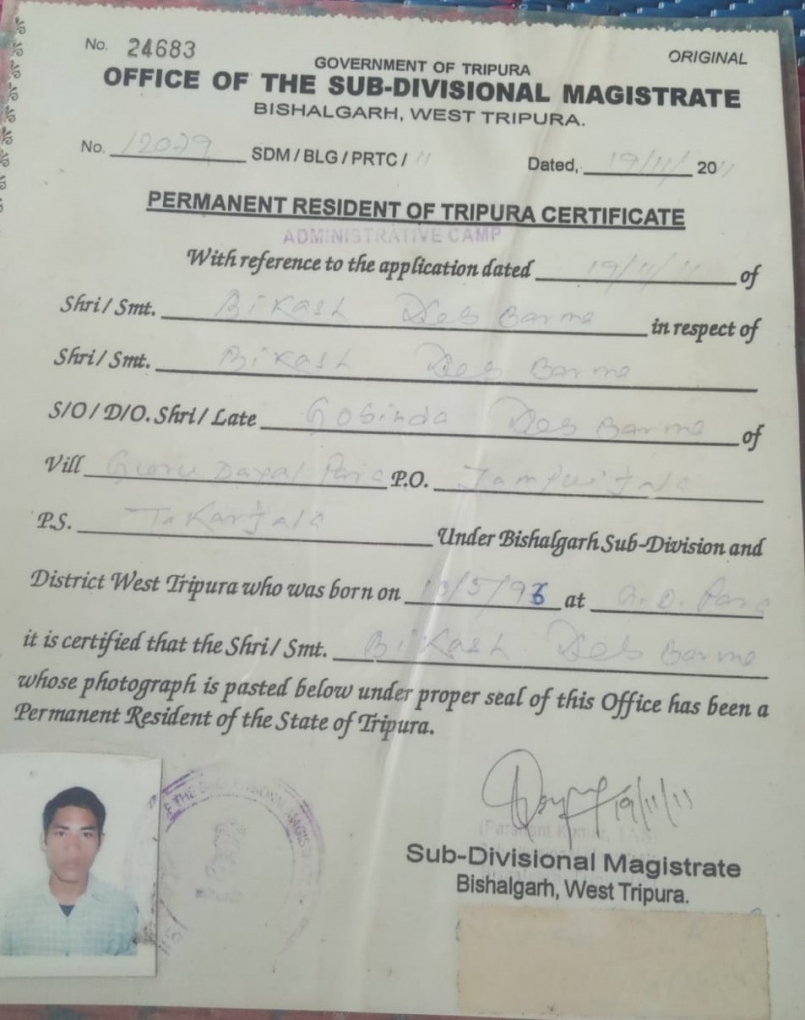 No. 24683 ORIGINAL
GOVERNMENT OF TRIPURA
OFFICE OF THE SUB-DIVISIONAL MAGISTRATE
BISHALGARH, WEST TRIPURA.
No. 12029 SDM / BLG / PRTC / 11 Dated, 19/11/ 2011
PERMANENT RESIDENT OF TRIPURA CERTIFICATE
ADMINISTRATIVE CAMP
With reference to the application dated 19/11/11 of
Shri / Smt. Bikash Deb Barma in respect of
Shri / Smt. Bikash Deb Barma
S/O / D/O. Shri / Late Gobinda Deb Barma of
Vill Guru Dayal Para P.O. Jampuijala
P.S. Takarjala Under Bishalgarh Sub-Division and
District West Tripura who was born on /5/96 at G.D. Para
it is certified that the Shri / Smt. Bikash Deb Barma
whose photograph is pasted below under proper seal of this Office has been a
Permanent Resident of the State of Tripura.
19/11/11
Sub-Divisional Magistrate
Bishalgarh, West Tripura.